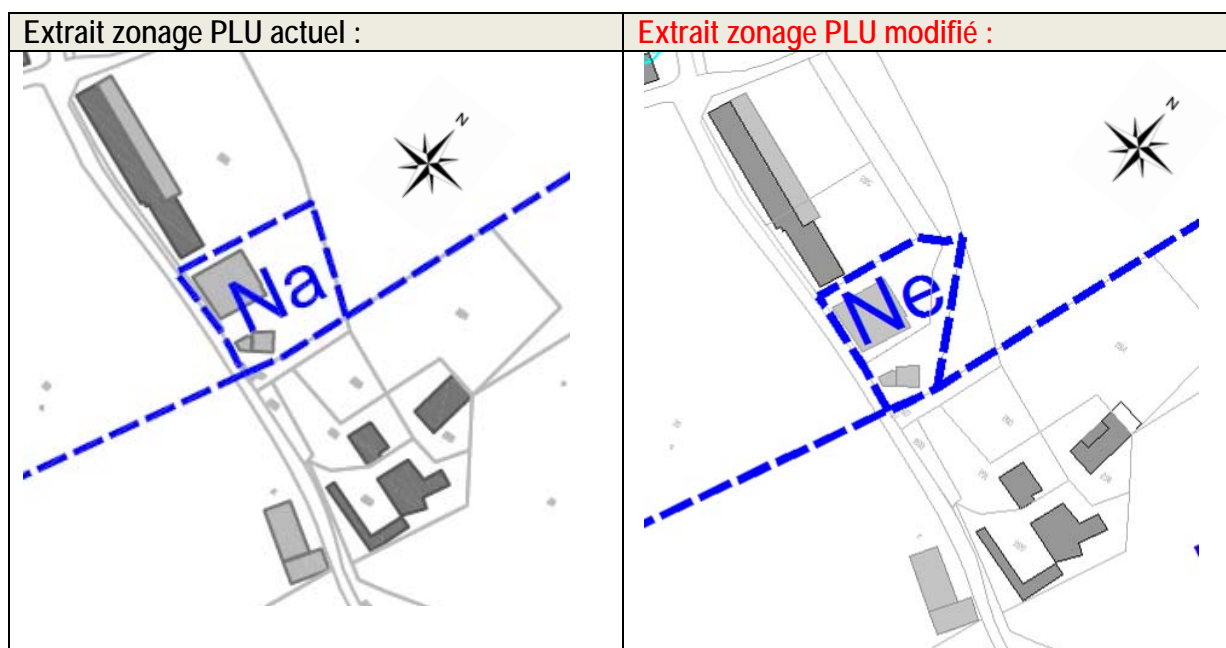 Extrait zonage PLU actuel :
Extrait zonage PLU modifié :
N
Na
N
Ne